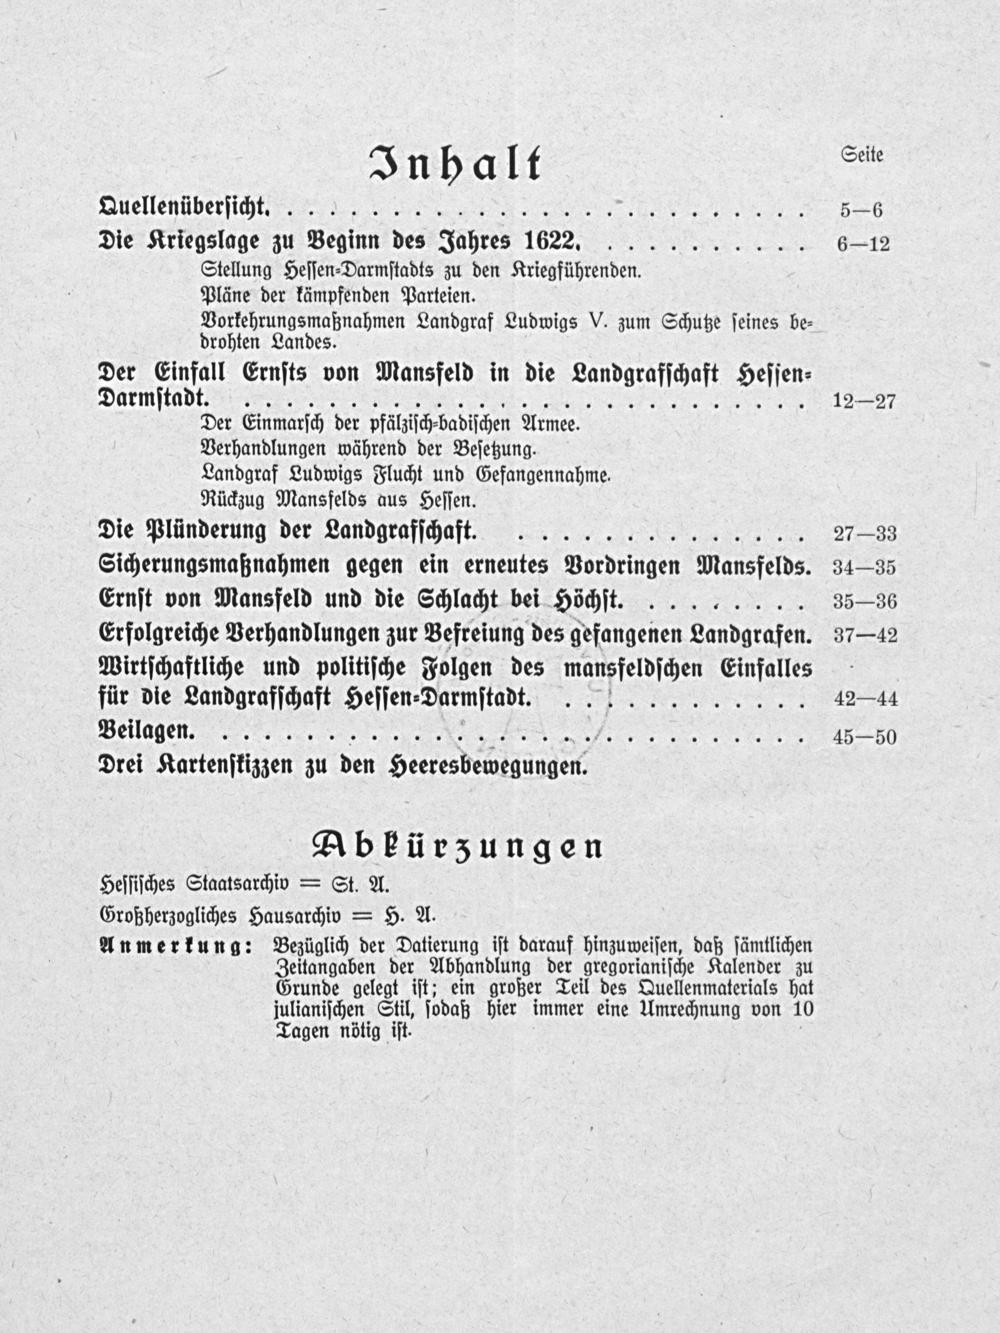 Inhalt
Seite
Quellenübersicht. . . . . . . . . . . . . . . . . . . . . . . . . . 5—6
Die Kriegslage zu Beginn des Jahres 1622. . . . . . . . . . . 6—12
Stellung Hessen-Darmstadts zu den Kriegführenden.
Pläne der kämpfenden Parteien.
Vorkehrungsmaßnahmen Landgraf Ludwigs V. zum Schutze seines be-
drohten Landes.
Der Einfall Ernsts von Mansfeld in die Landgrafschaft Hessen-
Darmstadt. . . . . . . . . . . . . . . . . . . . . . . . . . . . 12—27
Der Einmarsch der pfälzisch-badischen Armee.
Verhandlungen während der Besetzung.
Landgraf Ludwigs Flucht und Gefangennahme.
Rückzug Mansfelds aus Hessen.
Die Plünderung der Landgrafschaft. . . . . . . . . . . . . . . 27—33
Sicherungsmaßnahmen gegen ein erneutes Vordringen Mansfelds. 34—35
Ernst von Mansfeld und die Schlacht bei Höchst. . . . . . . . . 35—36
Erfolgreiche Verhandlungen zur Befreiung des gefangenen Landgrafen. 37—42
Wirtschaftliche und politische Folgen des mansfeldschen Einfalles
für die Landgrafschaft Hessen-Darmstadt. . . . . . . . . . . . . 42—44
Beilagen. . . . . . . . . . . . . . . . . . . . . . . . . . . . . 45—50
Drei Kartenskizzen zu den Heeresbewegungen.
Abkürzungen
Hessisches Staatsarchiv = St. A.
Großherzogliches Hausarchiv = H. A.
Anmerkung: Bezüglich der Datierung ist darauf hinzuweisen, daß sämtlichen
Zeitangaben der Abhandlung der gregorianische Kalender zu
Grunde gelegt ist; ein großer Teil des Quellenmaterials hat
julianischen Stil, sodaß hier immer eine Umrechnung von 10
Tagen nötig ist.